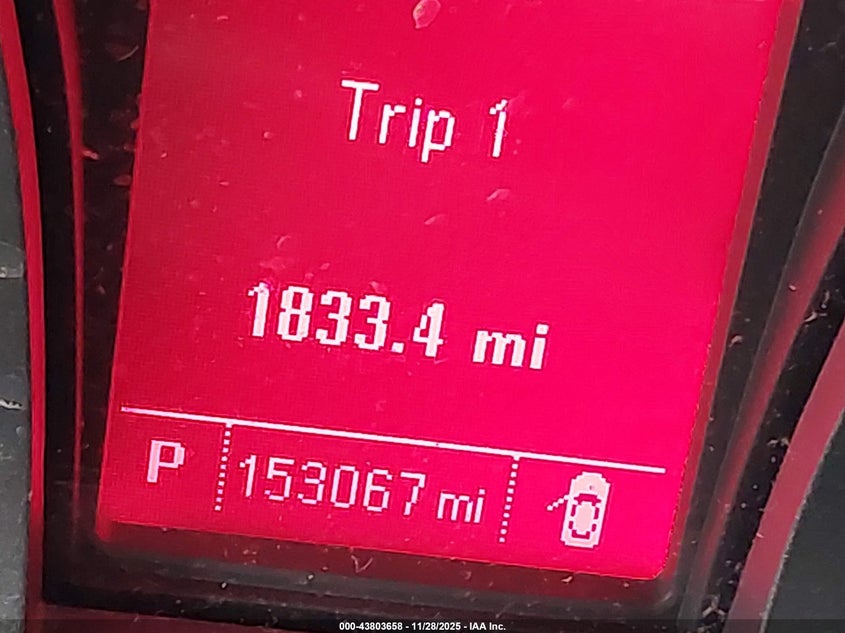 Trip 1
1833.4 mi
P 153067 mi
000-43803658 - 11/28/2025 - IAA Inc.